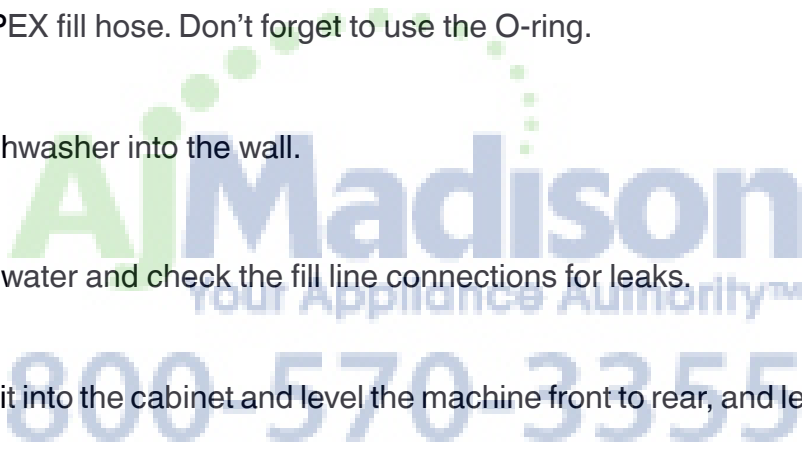 PEX fill hose. Don’t forget to use the O-ring.
hwasher into the wall.
AJMadison
water and check the fill line connections for leaks.
Your Appliance Authority™
it into the cabinet and level the machine front to rear, and le
800-570-3355